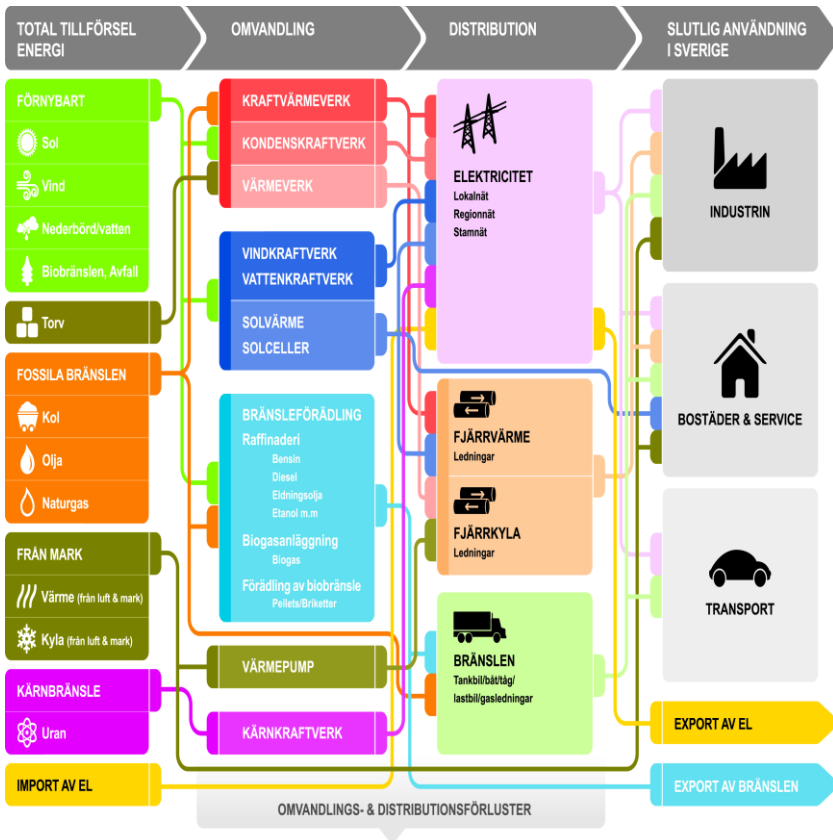 TOTAL TILLFÖRSEL
ENERGI
OMVANDLING
DISTRIBUTION
SLUTLIG ANVÄNDNING
I SVERIGE
FÖRNYBART
Sol
Vind
Nederbörd/vatten
Biobränslen, Avfall
Torv
FOSSILA BRÄNSLEN
Kol
Olja
Naturgas
FRÅN MARK
Värme (från luft & mark)
Kyla (från luft & mark)
KÄRNBRÄNSLE
Uran
IMPORT AV EL
KRAFTVÄRMEVERK
KONDENSKRAFTVERK
VÄRMEVERK
VINDKRAFTVERK
VATTENKRAFTVERK
SOLVÄRME
SOLCELLER
BRÄNSLEFÖRÄDLING
Raffinaderi
Bensin
Diesel
Eldningsolja
Etanol m.m
Biogasanläggning
Biogas
Förädling av biobränsle
Pellets/Briketter
VÄRMEPUMP
KÄRNKRAFTVERK
ELEKTRICITET
Lokalnät
Regionnät
Stamnät
FJÄRRVÄRME
Ledningar
FJÄRRKYLA
Ledningar
BRÄNSLEN
Tankbil/båt/tåg/
lastbil/gasledningar
INDUSTRIN
BOSTÄDER & SERVICE
TRANSPORT
EXPORT AV EL
EXPORT AV BRÄNSLEN
OMVANDLINGS- & DISTRIBUTIONSFÖRLUSTER